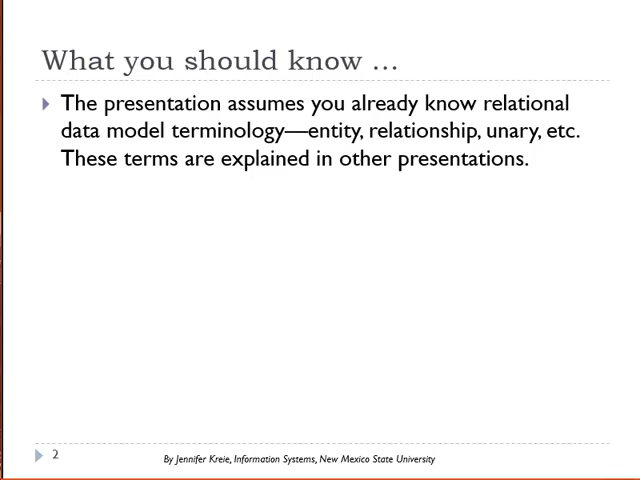 What you should know ...
The presentation assumes you already know relational
data model terminology—entity, relationship, unary, etc.
These terms are explained in other presentations.
2
By Jennifer Kreie, Information Systems, New Mexico State University